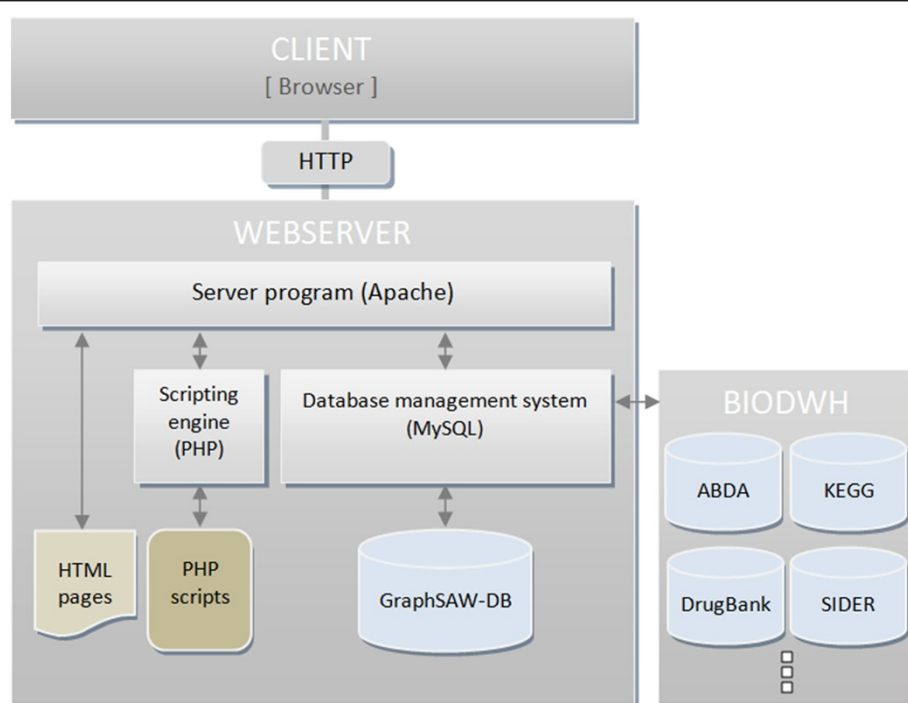 CLIENT
[ Browser ]
HTTP
WEBSERVER
Server program (Apache)
Scripting
engine
(PHP)
Database management system
(MySQL)
HTML
pages
PHP
scripts
GraphSAW-DB
BIODWH
ABDA
KEGG
DrugBank
SIDER